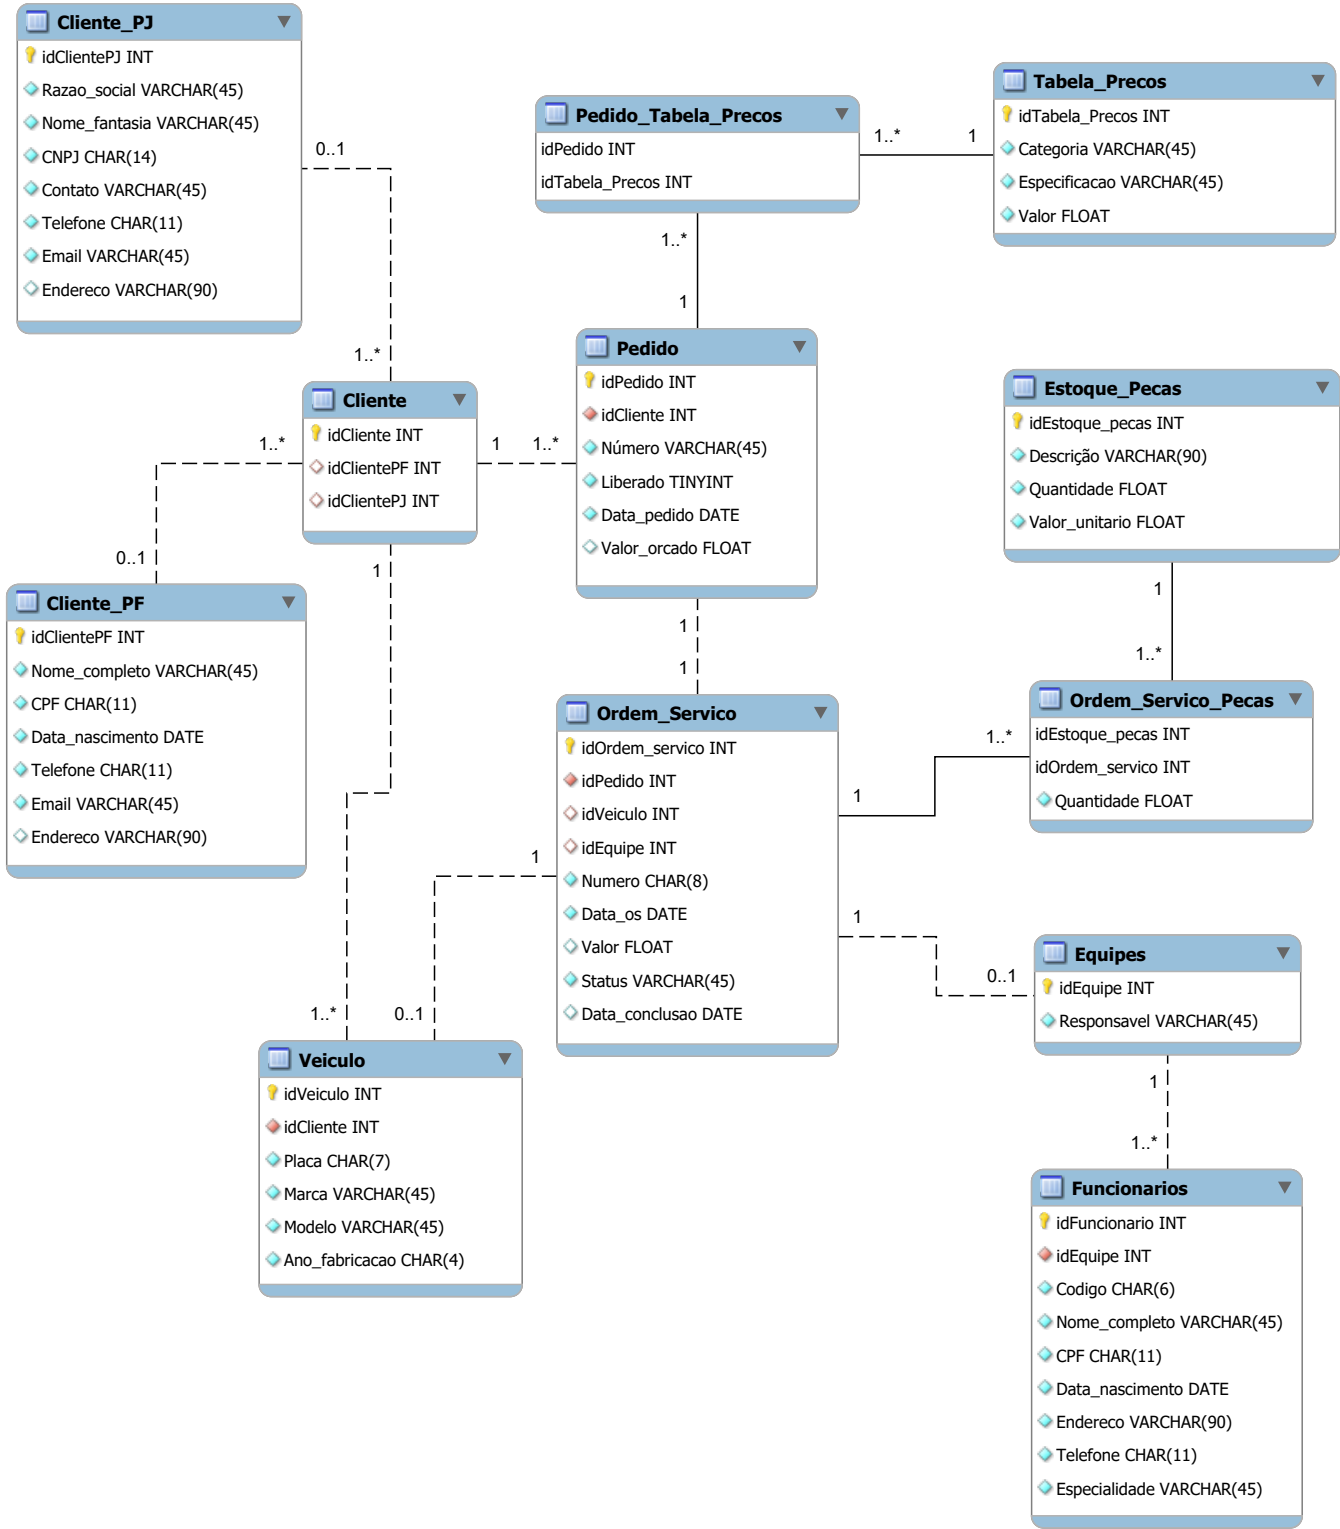 Cliente_PJ
idClientePJ INT
Razao_social VARCHAR(45)
Nome_fantasia VARCHAR(45)
CNPJ CHAR(14)
Contato VARCHAR(45)
Telefone CHAR(11)
Email VARCHAR(45)
Endereco VARCHAR(90)
0..1
1..*
Pedido_Tabela_Precos
idPedido INT
idTabela_Precos INT
1..*
1
Tabela_Precos
idTabela_Precos INT
Categoria VARCHAR(45)
Especificacao VARCHAR(45)
Valor FLOAT
1..*
1
Cliente
idCliente INT
idClientePF INT
idClientePJ INT
1..*
0..1
1
1..*
1
1..*
Pedido
idPedido INT
idCliente INT
Número VARCHAR(45)
Liberado TINYINT
Data_pedido DATE
Valor_orcado FLOAT
1
1
Estoque_Pecas
idEstoque_pecas INT
Descrição VARCHAR(90)
Quantidade FLOAT
Valor_unitario FLOAT
1
1..*
Cliente_PF
idClientePF INT
Nome_completo VARCHAR(45)
CPF CHAR(11)
Data_nascimento DATE
Telefone CHAR(11)
Email VARCHAR(45)
Endereco VARCHAR(90)
Ordem_Servico
idOrdem_servico INT
idPedido INT
idVeiculo INT
idEquipe INT
Numero CHAR(8)
Data_os DATE
Valor FLOAT
Status VARCHAR(45)
Data_conclusao DATE
1
1..*
Ordem_Servico_Pecas
idEstoque_pecas INT
idOrdem_servico INT
Quantidade FLOAT
1
0..1
1
0..1
Equipes
idEquipe INT
Responsavel VARCHAR(45)
1
1..*
Veiculo
idVeiculo INT
idCliente INT
Placa CHAR(7)
Marca VARCHAR(45)
Modelo VARCHAR(45)
Ano_fabricacao CHAR(4)
Funcionarios
idFuncionario INT
idEquipe INT
Codigo CHAR(6)
Nome_completo VARCHAR(45)
CPF CHAR(11)
Data_nascimento DATE
Endereco VARCHAR(90)
Telefone CHAR(11)
Especialidade VARCHAR(45)